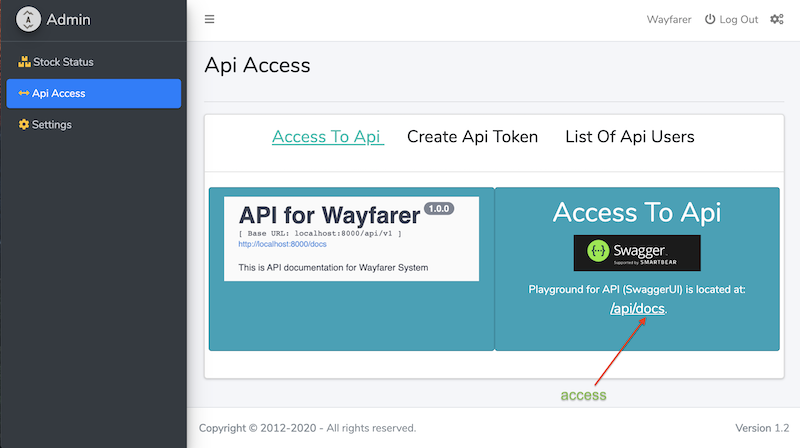 Admin
Wayfarer
Log Out
Stock Status
Api Access
Settings
Api Access
Access To Api
Create Api Token
List Of Api Users
API for Wayfarer 1.0.0
[ Base URL: localhost:8000/api/v1 ]
http://localhost:8000/docs
This is API documentation for Wayfarer System
Access To Api
Swagger
Supported by SMARTBEAR
Playground for API (SwaggerUI) is located at:
/api/docs.
access
Copyright © 2012-2020 - All rights reserved.
Version 1.2